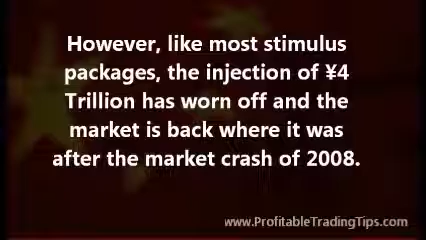 However, like most stimulus
packages, the injection of ¥4
Trillion has worn off and the
market is back where it was
after the market crash of 2008.
www.ProfitableTradingTips.com